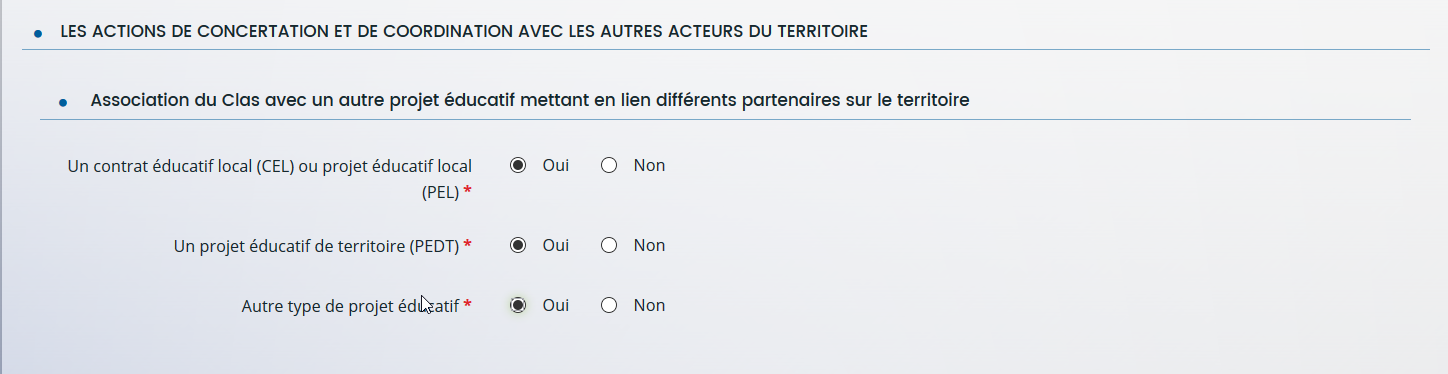 LES ACTIONS DE CONCERTATION ET DE COORDINATION AVEC LES AUTRES ACTEURS DU TERRITOIRE
Association du Clas avec un autre projet éducatif mettant en lien différents partenaires sur le territoire
Un contrat éducatif local (CEL) ou projet éducatif local Oui Non
(PEL) *
Un projet éducatif de territoire (PEDT) * Oui Non
Autre type de projet éducatif * Oui Non